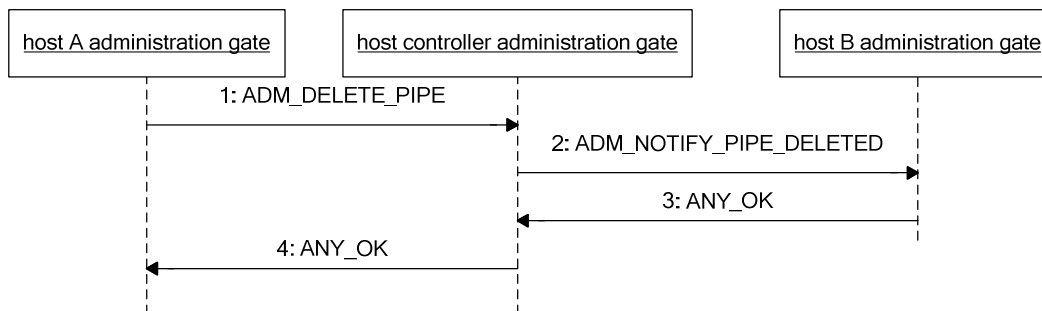 host A administration gate
host controller administration gate
host B administration gate
1: ADM_DELETE_PIPE
2: ADM_NOTIFY_PIPE_DELETED
3: ANY_OK
4: ANY_OK